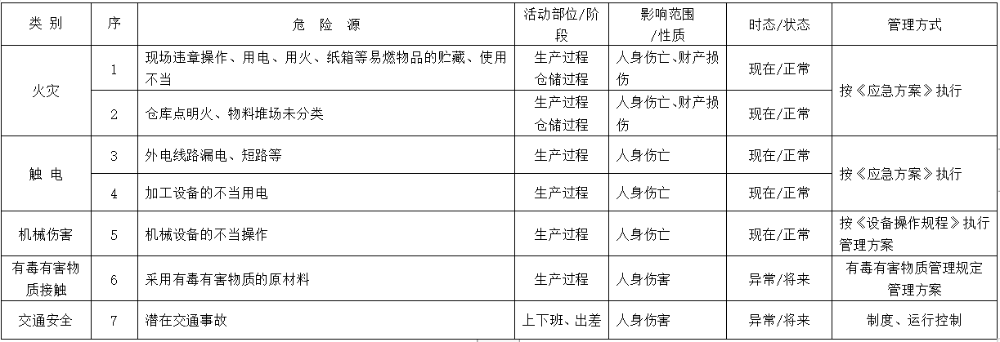 类 别
序
危 险 源
活动部位/阶
段
影响范围
/性质
时态/状态
管理方式
火灾
1
现场违章操作、用电、用火、纸箱等易燃物品的贮藏、使用
不当
生产过程
仓储过程
人身伤亡、财产损
伤
现在/正常
按《应急方案》执行
2
仓库点明火、物料堆场未分类
生产过程
仓储过程
人身伤亡、财产损
伤
现在/正常
触 电
3
外电线路漏电、短路等
生产过程
人身伤亡
现在/正常
按《应急方案》执行
4
加工设备的不当用电
生产过程
人身伤亡
现在/正常
机械伤害
5
机械设备的不当操作
生产过程
人身伤亡
现在/正常
按《设备操作规程》执行
管理方案
有毒有害物
质接触
6
采用有毒有害物质的原材料
生产过程
人身伤害
异常/将来
有毒有害物质管理规定
管理方案
交通安全
7
潜在交通事故
上下班、出差
人身伤害
异常/将来
制度、运行控制